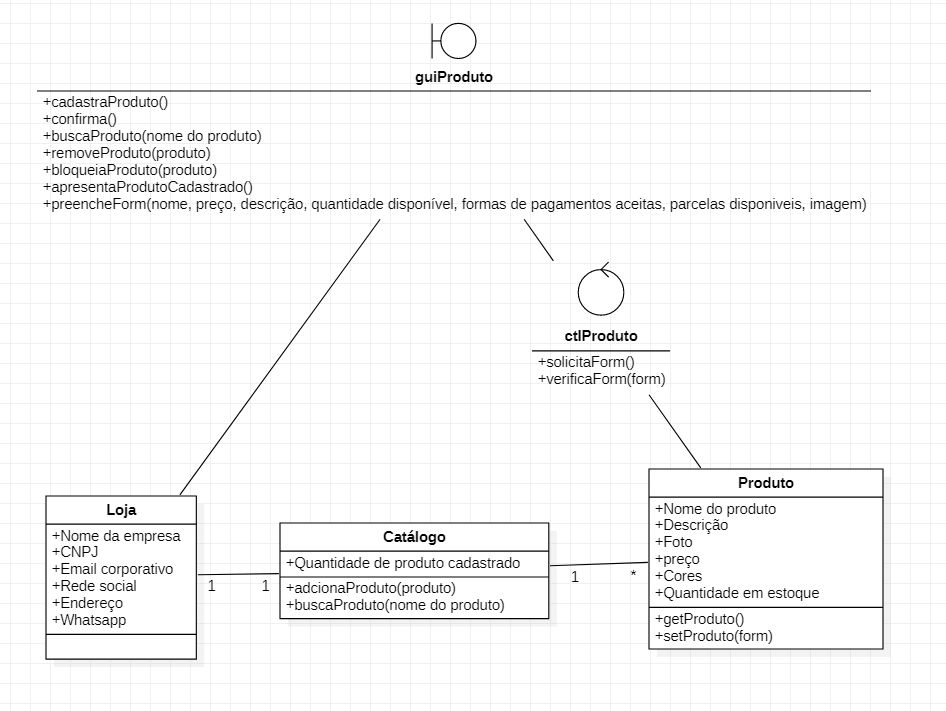 guiProduto
+cadastraProduto()
+confirma()
+buscaProduto(nome do produto)
+removeProduto(produto)
+bloqueiaProduto(produto)
+apresentaProdutoCadastrado()
+preencheForm(nome, preço, descrição, quantidade disponível, formas de pagamentos aceitas, parcelas disponiveis, imagem)
ctlProduto
+solicitaForm()
+verificaForm(form)
Loja
+Nome da empresa
+CNPJ
+Email corporativo
+Rede social
+Endereço
+Whatsapp
1
1
Catálogo
+Quantidade de produto cadastrado
+adcionaProduto(produto)
+buscaProduto(nome do produto)
1
*
Produto
+Nome do produto
+Descrição
+Foto
+preço
+Cores
+Quantidade em estoque
+getProduto()
+setProduto(form)